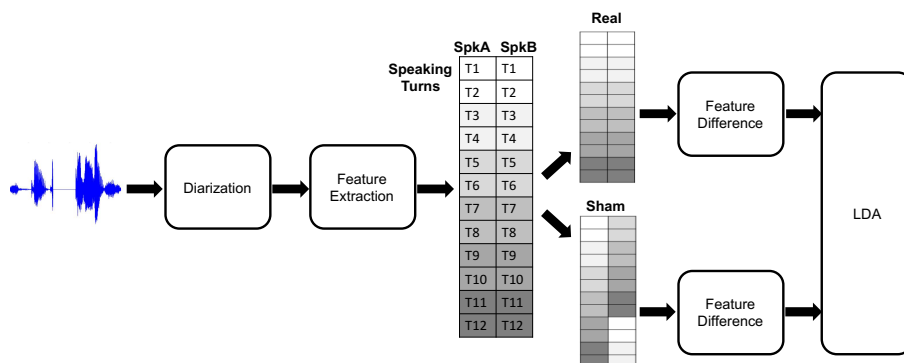 Real
SpkA SpkB
Speaking
Turns
T1 T1
T2 T2
T3 T3
T4 T4
T5 T5
T6 T6
T7 T7
T8 T8
T9 T9
T10 T10
T11 T11
T12 T12
Diarization
Feature
Extraction
Feature
Difference
Sham
Feature
Difference
LDA